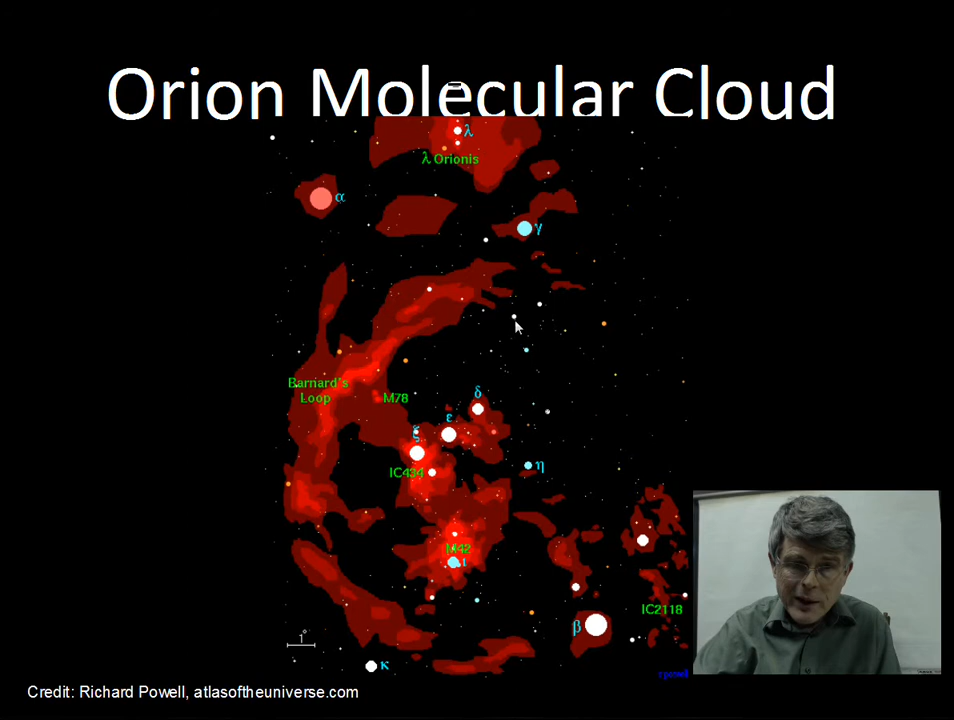 Orion Molecular Cloud
λ
λ Orionis
α
γ
Barnard's
Loop
M78
δ
ε
ξ
IC434
η
M42
ι
IC2118
β
1°
κ
rpowell
Credit: Richard Powell, atlasoftheuniverse.com